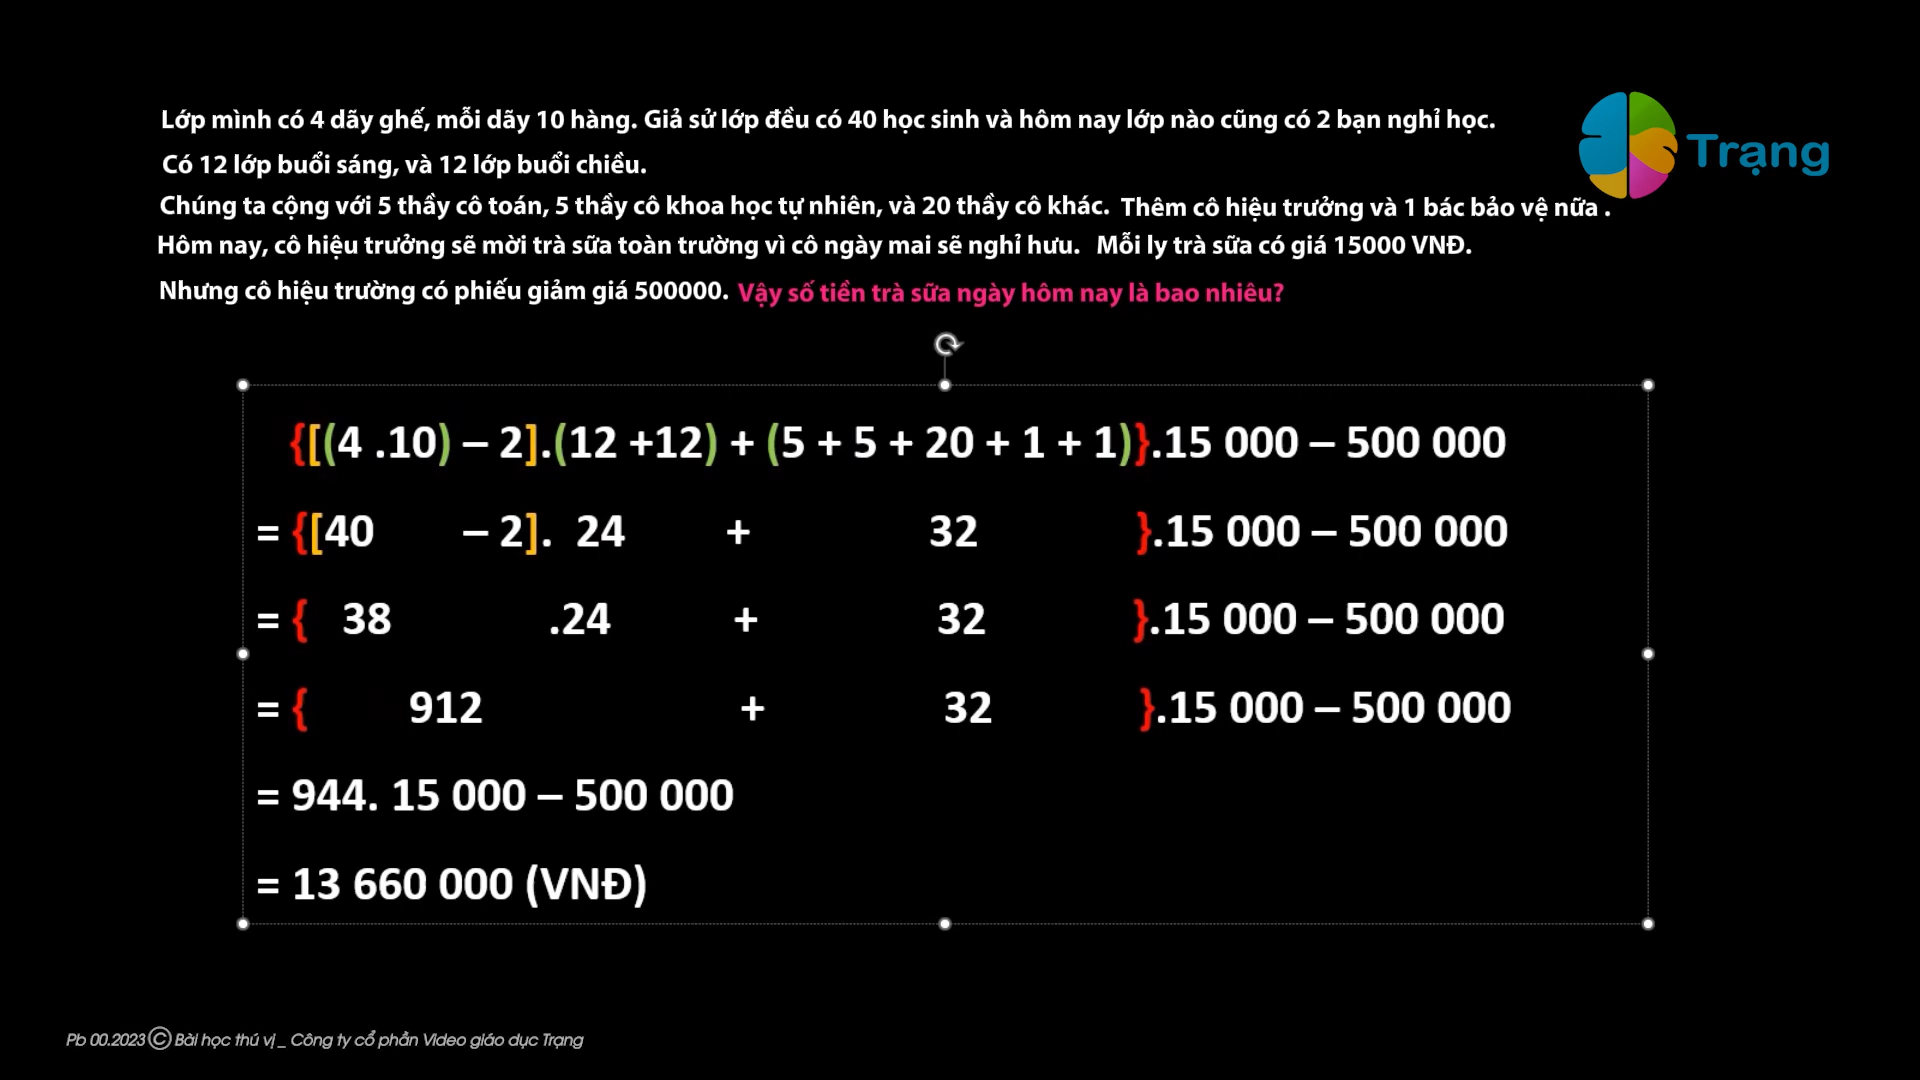 Lớp mình có 4 dãy ghế, mỗi dãy 10 hàng. Giả sử lớp đều có 40 học sinh và hôm nay lớp nào cũng có 2 bạn nghỉ học.
Trạng
Có 12 lớp buổi sáng, và 12 lớp buổi chiều.
Chúng ta cộng với 5 thầy cô toán, 5 thầy cô khoa học tự nhiên, và 20 thầy cô khác. Thêm cô hiệu trưởng và 1 bác bảo vệ nữa .
Hôm nay, cô hiệu trưởng sẽ mời trà sữa toàn trường vì cô ngày mai sẽ nghỉ hưu. Mỗi ly trà sữa có giá 15000 VNĐ.
Nhưng cô hiệu trường có phiếu giảm giá 500000. Vậy số tiền trà sữa ngày hôm nay là bao nhiêu?
{[(4 .10) – 2].(12 +12) + (5 + 5 + 20 + 1 + 1)}.15 000 – 500 000
= {[40 – 2]. 24 + 32 }.15 000 – 500 000
= { 38 .24 + 32 }.15 000 – 500 000
= { 912 + 32 }.15 000 – 500 000
= 944. 15 000 – 500 000
= 13 660 000 (VNĐ)
Pb 00.2023 © Bài học thú vị _ Công ty cổ phần Video giáo dục Trạng